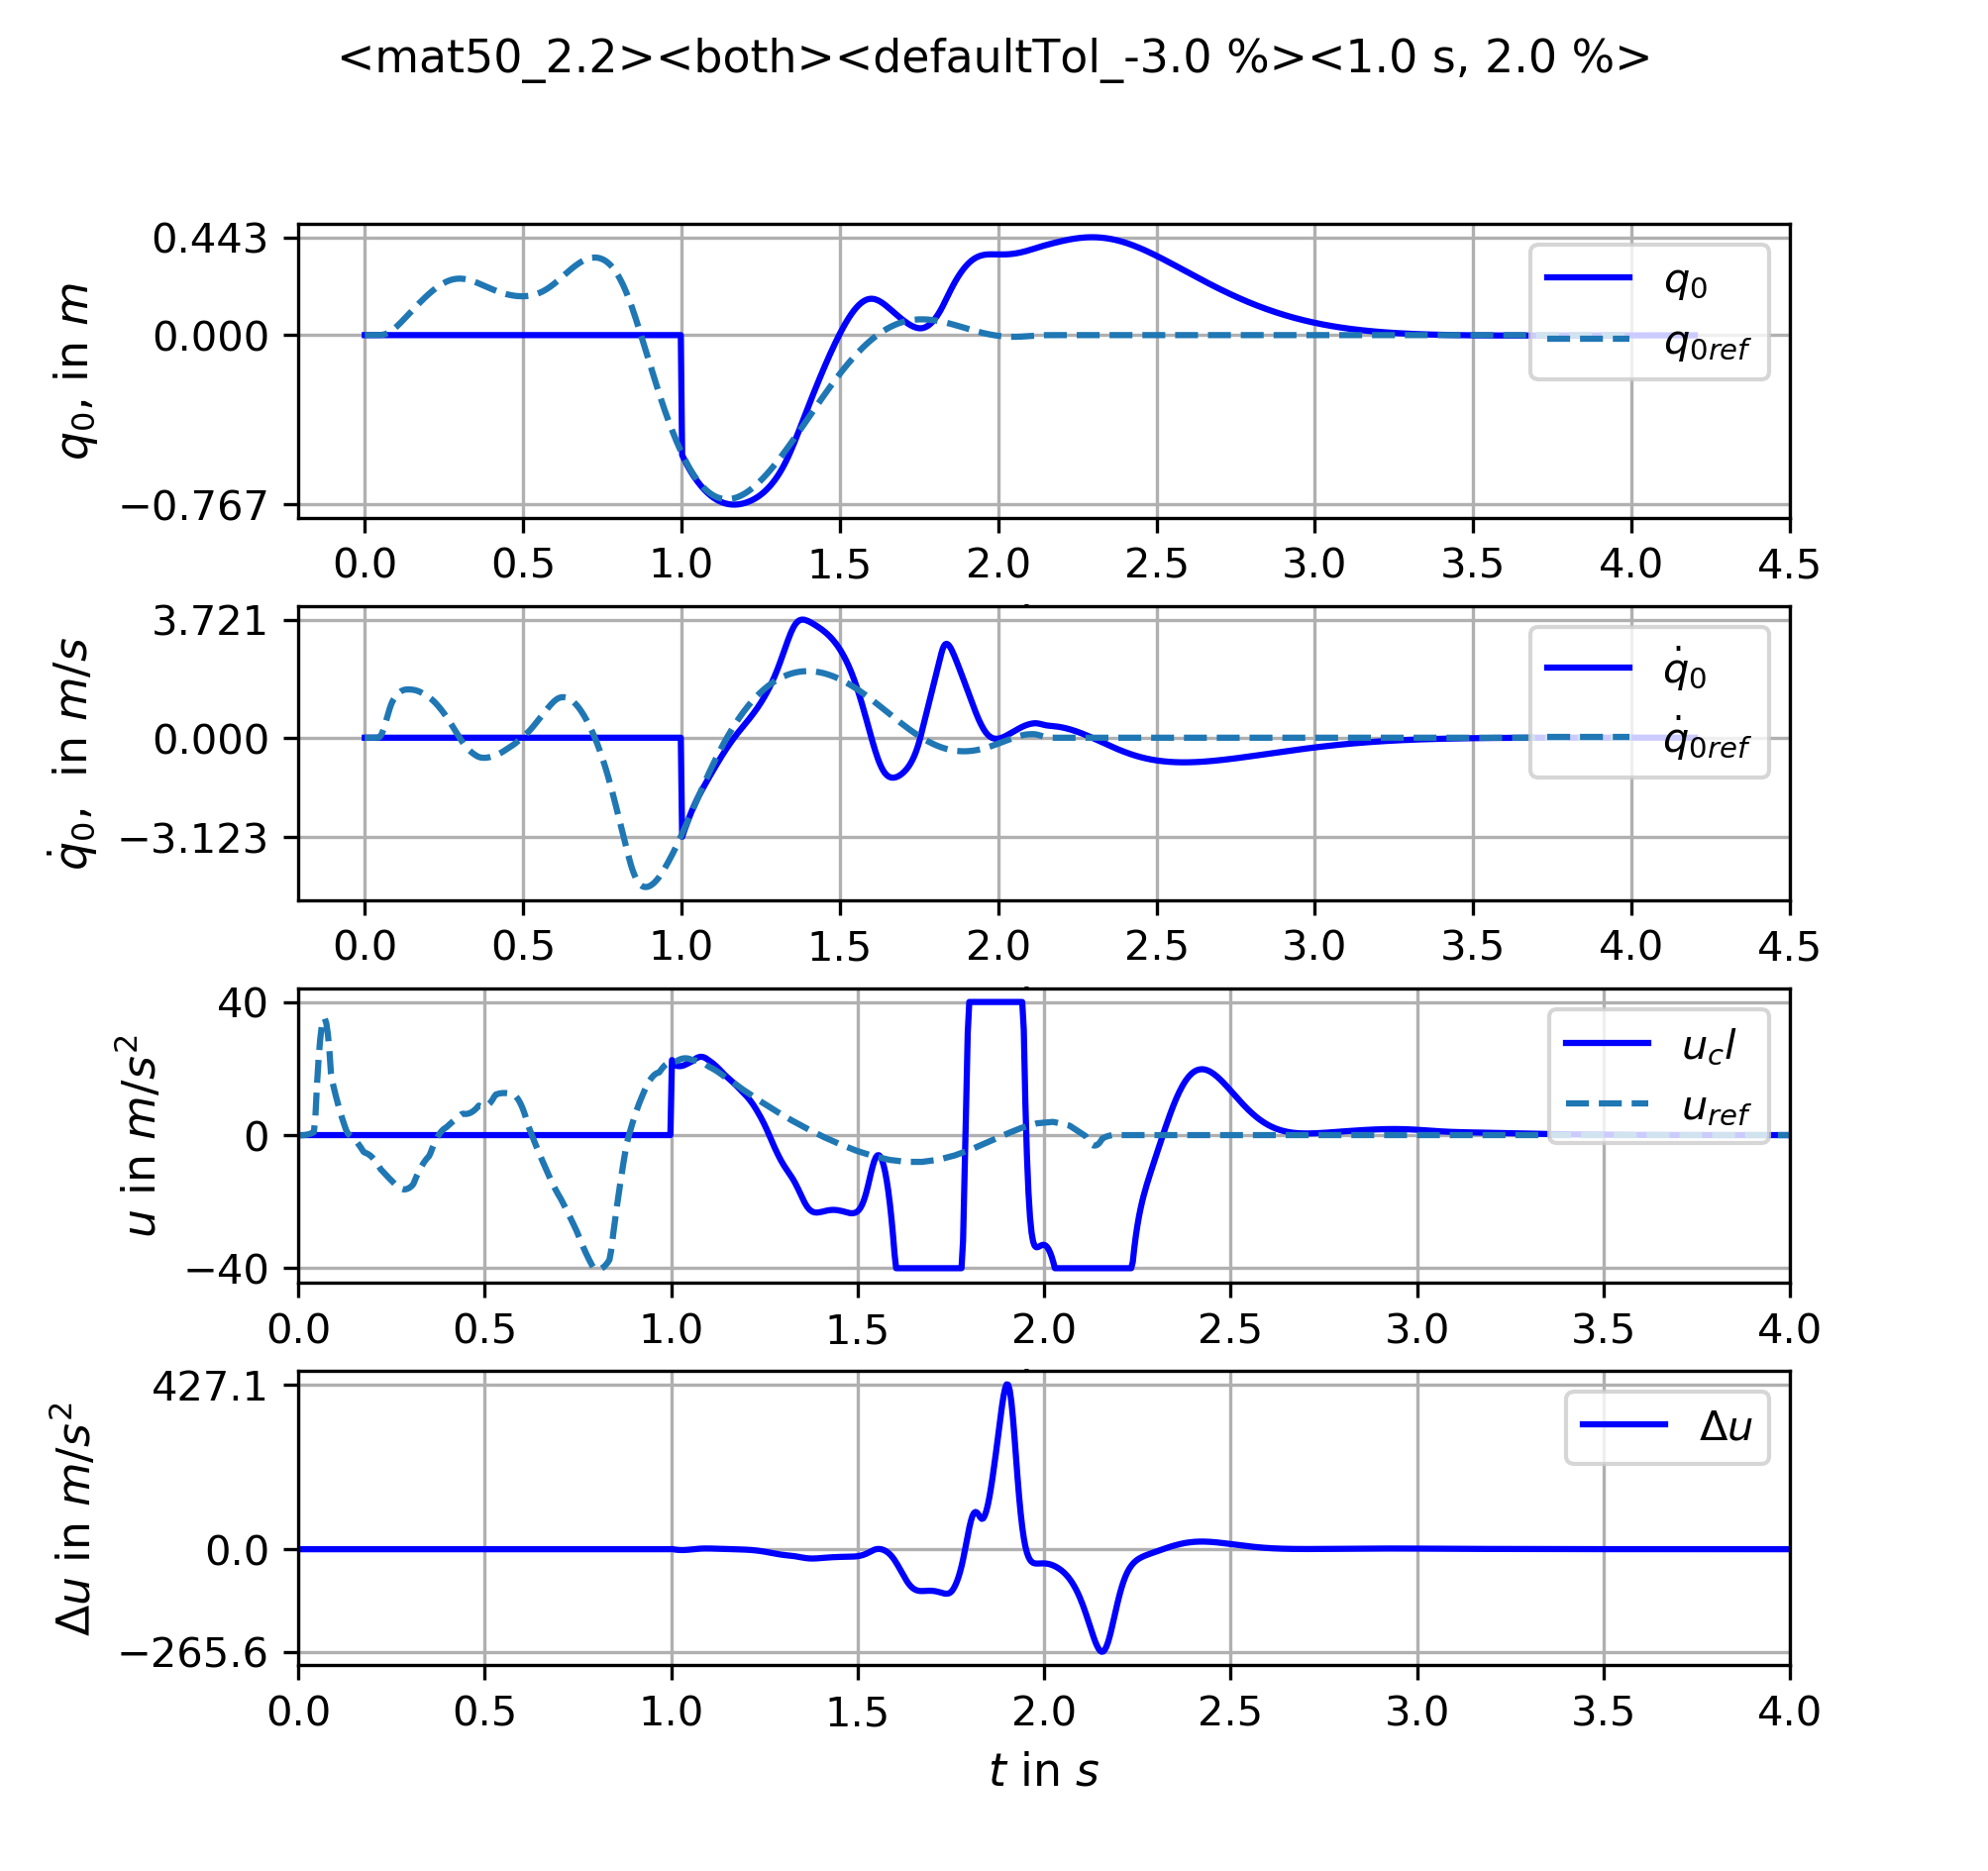 <mat50_2.2><both><defaultTol_-3.0 %><1.0 s, 2.0 %>
q₀, in m
0.443
0.000
−0.767
q₀
q₀ref
0.0 0.5 1.0 1.5 2.0 2.5 3.0 3.5 4.0 4.5
q̇₀, in m/s
3.721
0.000
−3.123
q̇₀
q̇₀ref
0.0 0.5 1.0 1.5 2.0 2.5 3.0 3.5 4.0 4.5
u in m/s²
40
0
−40
u_cl
u_ref
0.0 0.5 1.0 1.5 2.0 2.5 3.0 3.5 4.0
Δu in m/s²
427.1
0.0
−265.6
Δu
0.0 0.5 1.0 1.5 2.0 2.5 3.0 3.5 4.0
t in s